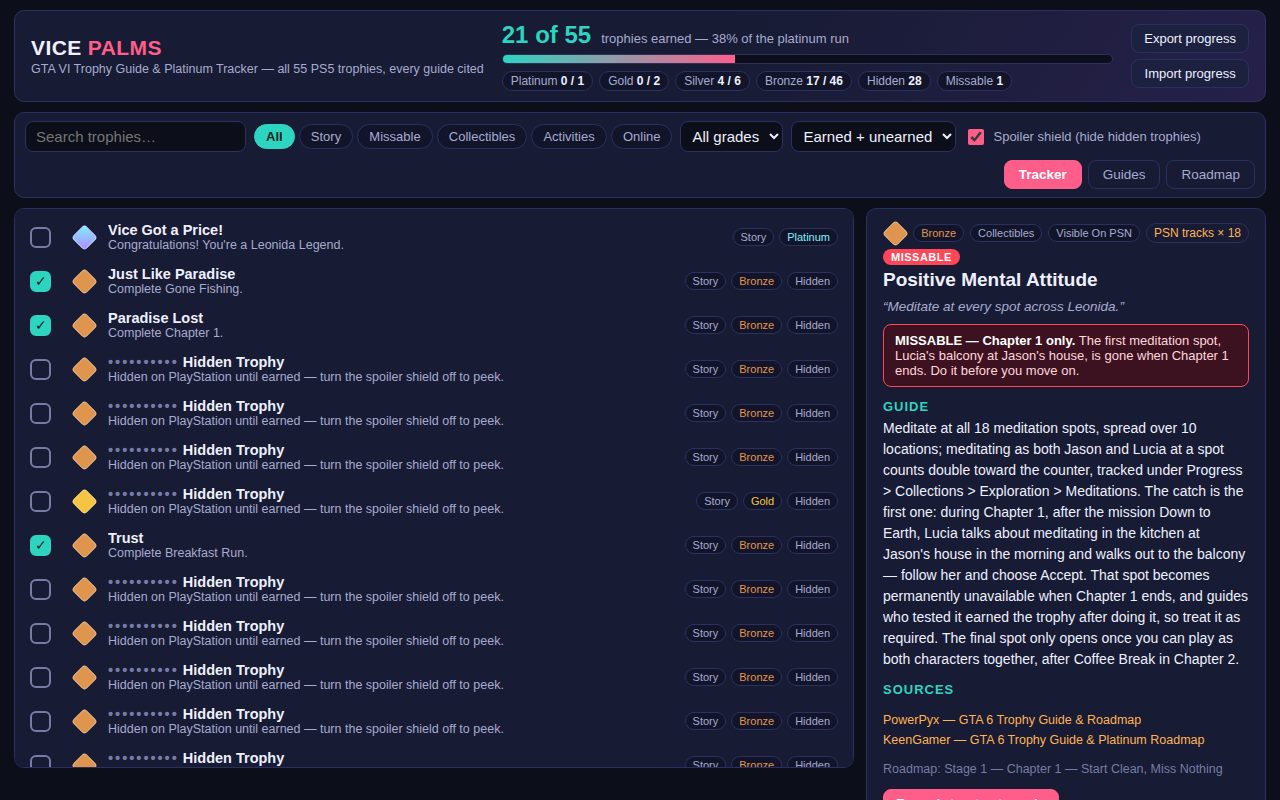 VICE PALMS
GTA VI Trophy Guide & Platinum Tracker — all 55 PS5 trophies, every guide cited
21 of 55 trophies earned — 38% of the platinum run
Platinum 0 / 1 Gold 0 / 2 Silver 4 / 6 Bronze 17 / 46 Hidden 28 Missable 1
Export progress
Import progress
Search trophies…
All Story Missable Collectibles Activities Online All grades Earned + unearned Spoiler shield (hide hidden trophies)
Tracker Guides Roadmap
Vice Got a Price!
Congratulations! You're a Leonida Legend.
Story Platinum
✓
Just Like Paradise
Complete Gone Fishing.
Story Bronze Hidden
✓
Paradise Lost
Complete Chapter 1.
Story Bronze Hidden
•••••••••• Hidden Trophy
Hidden on PlayStation until earned — turn the spoiler shield off to peek.
Story Bronze Hidden
•••••••••• Hidden Trophy
Hidden on PlayStation until earned — turn the spoiler shield off to peek.
Story Bronze Hidden
•••••••••• Hidden Trophy
Hidden on PlayStation until earned — turn the spoiler shield off to peek.
Story Bronze Hidden
•••••••••• Hidden Trophy
Hidden on PlayStation until earned — turn the spoiler shield off to peek.
Story Gold Hidden
✓
Trust
Complete Breakfast Run.
Story Bronze Hidden
•••••••••• Hidden Trophy
Hidden on PlayStation until earned — turn the spoiler shield off to peek.
Story Bronze Hidden
•••••••••• Hidden Trophy
Hidden on PlayStation until earned — turn the spoiler shield off to peek.
Story Bronze Hidden
•••••••••• Hidden Trophy
Hidden on PlayStation until earned — turn the spoiler shield off to peek.
Story Bronze Hidden
•••••••••• Hidden Trophy
Hidden on PlayStation until earned — turn the spoiler shield off to peek.
Story Bronze Hidden
•••••••••• Hidden Trophy
Story Bronze Hidden
Bronze Collectibles Visible On PSN PSN tracks × 18
MISSABLE
Positive Mental Attitude
“Meditate at every spot across Leonida.”
MISSABLE — Chapter 1 only. The first meditation spot,
Lucia's balcony at Jason's house, is gone when Chapter 1
ends. Do it before you move on.
GUIDE
Meditate at all 18 meditation spots, spread over 10
locations; meditating as both Jason and Lucia at a spot
counts double toward the counter, tracked under Progress
> Collections > Exploration > Meditations. The catch is the
first one: during Chapter 1, after the mission Down to
Earth, Lucia talks about meditating in the kitchen at
Jason's house in the morning and walks out to the balcony
— follow her and choose Accept. That spot becomes
permanently unavailable when Chapter 1 ends, and guides
who tested it earned the trophy after doing it, so treat it as
required. The final spot only opens once you can play as
both characters together, after Coffee Break in Chapter 2.
SOURCES
PowerPyx — GTA 6 Trophy Guide & Roadmap
KeenGamer — GTA 6 Trophy Guide & Platinum Roadmap
Roadmap: Stage 1 — Chapter 1 — Start Clean, Miss Nothing